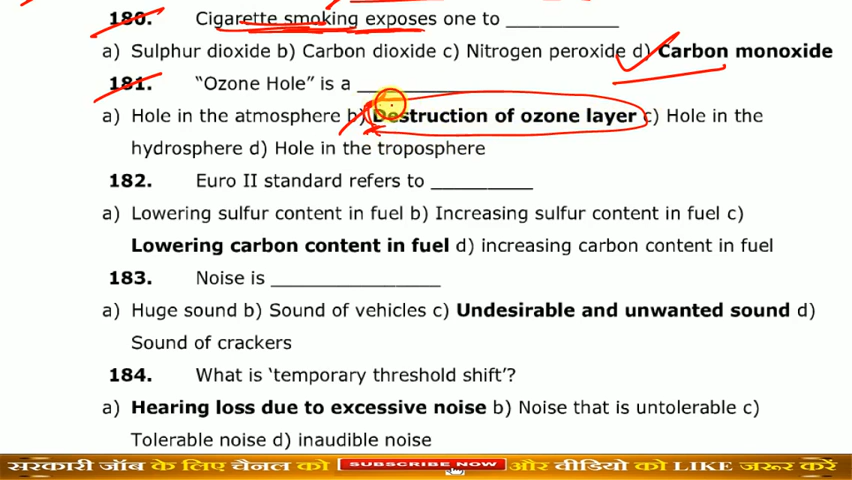 180. Cigarette smoking exposes one to ____________
a) Sulphur dioxide b) Carbon dioxide c) Nitrogen peroxide d) Carbon monoxide
181. "Ozone Hole" is a ____________
a) Hole in the atmosphere b) Destruction of ozone layer c) Hole in the
hydrosphere d) Hole in the troposphere
182. Euro II standard refers to ___________
a) Lowering sulfur content in fuel b) Increasing sulfur content in fuel c)
Lowering carbon content in fuel d) increasing carbon content in fuel
183. Noise is __________________
a) Huge sound b) Sound of vehicles c) Undesirable and unwanted sound d)
Sound of crackers
184. What is 'temporary threshold shift'?
a) Hearing loss due to excessive noise b) Noise that is untolerable c)
Tolerable noise d) inaudible noise
सरकारी जॉब के लिए चैनल को SUBSCRIBE NOW और वीडियो को LIKE जरूर करें